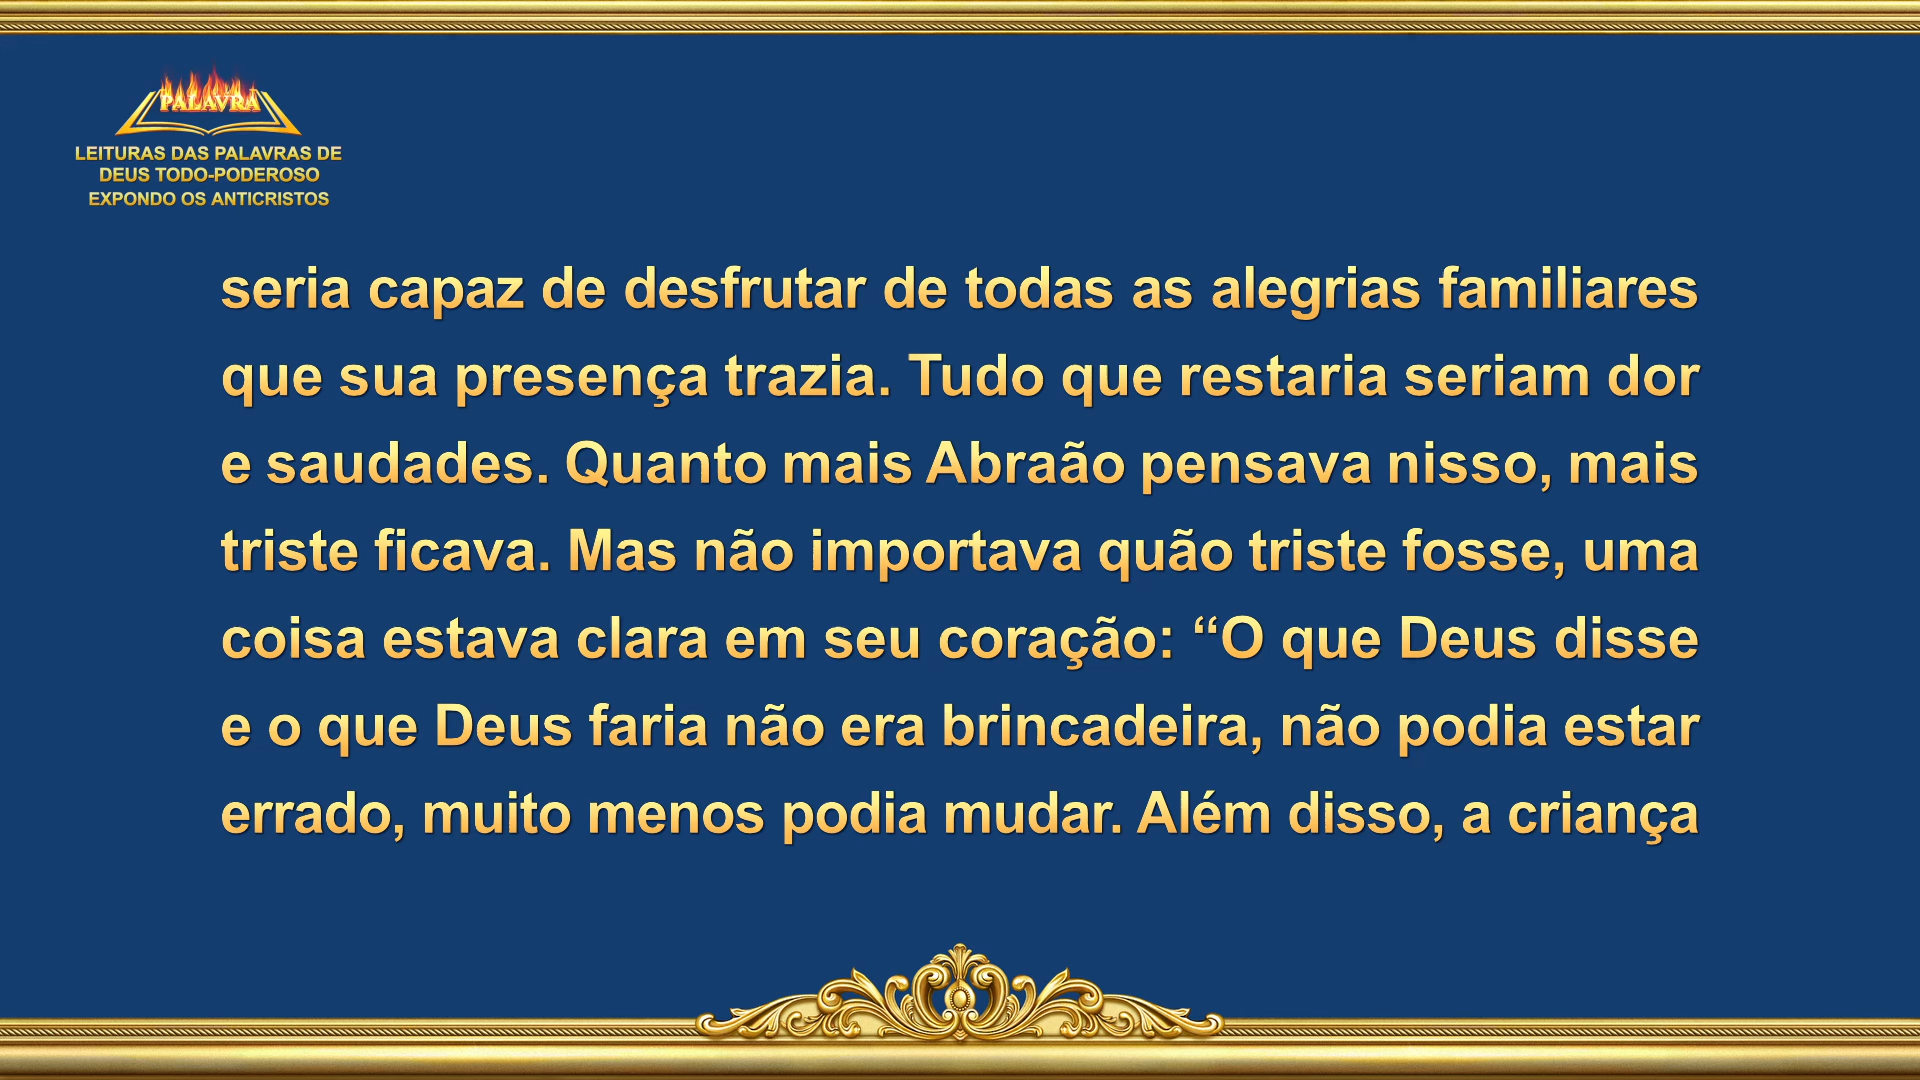 PALAVRA
LEITURAS DAS PALAVRAS DE
DEUS TODO-PODEROSO
EXPONDO OS ANTICRISTOS
seria capaz de desfrutar de todas as alegrias familiares
que sua presença trazia. Tudo que restaria seriam dor
e saudades. Quanto mais Abraão pensava nisso, mais
triste ficava. Mas não importava quão triste fosse, uma
coisa estava clara em seu coração: “O que Deus disse
e o que Deus faria não era brincadeira, não podia estar
errado, muito menos podia mudar. Além disso, a criança